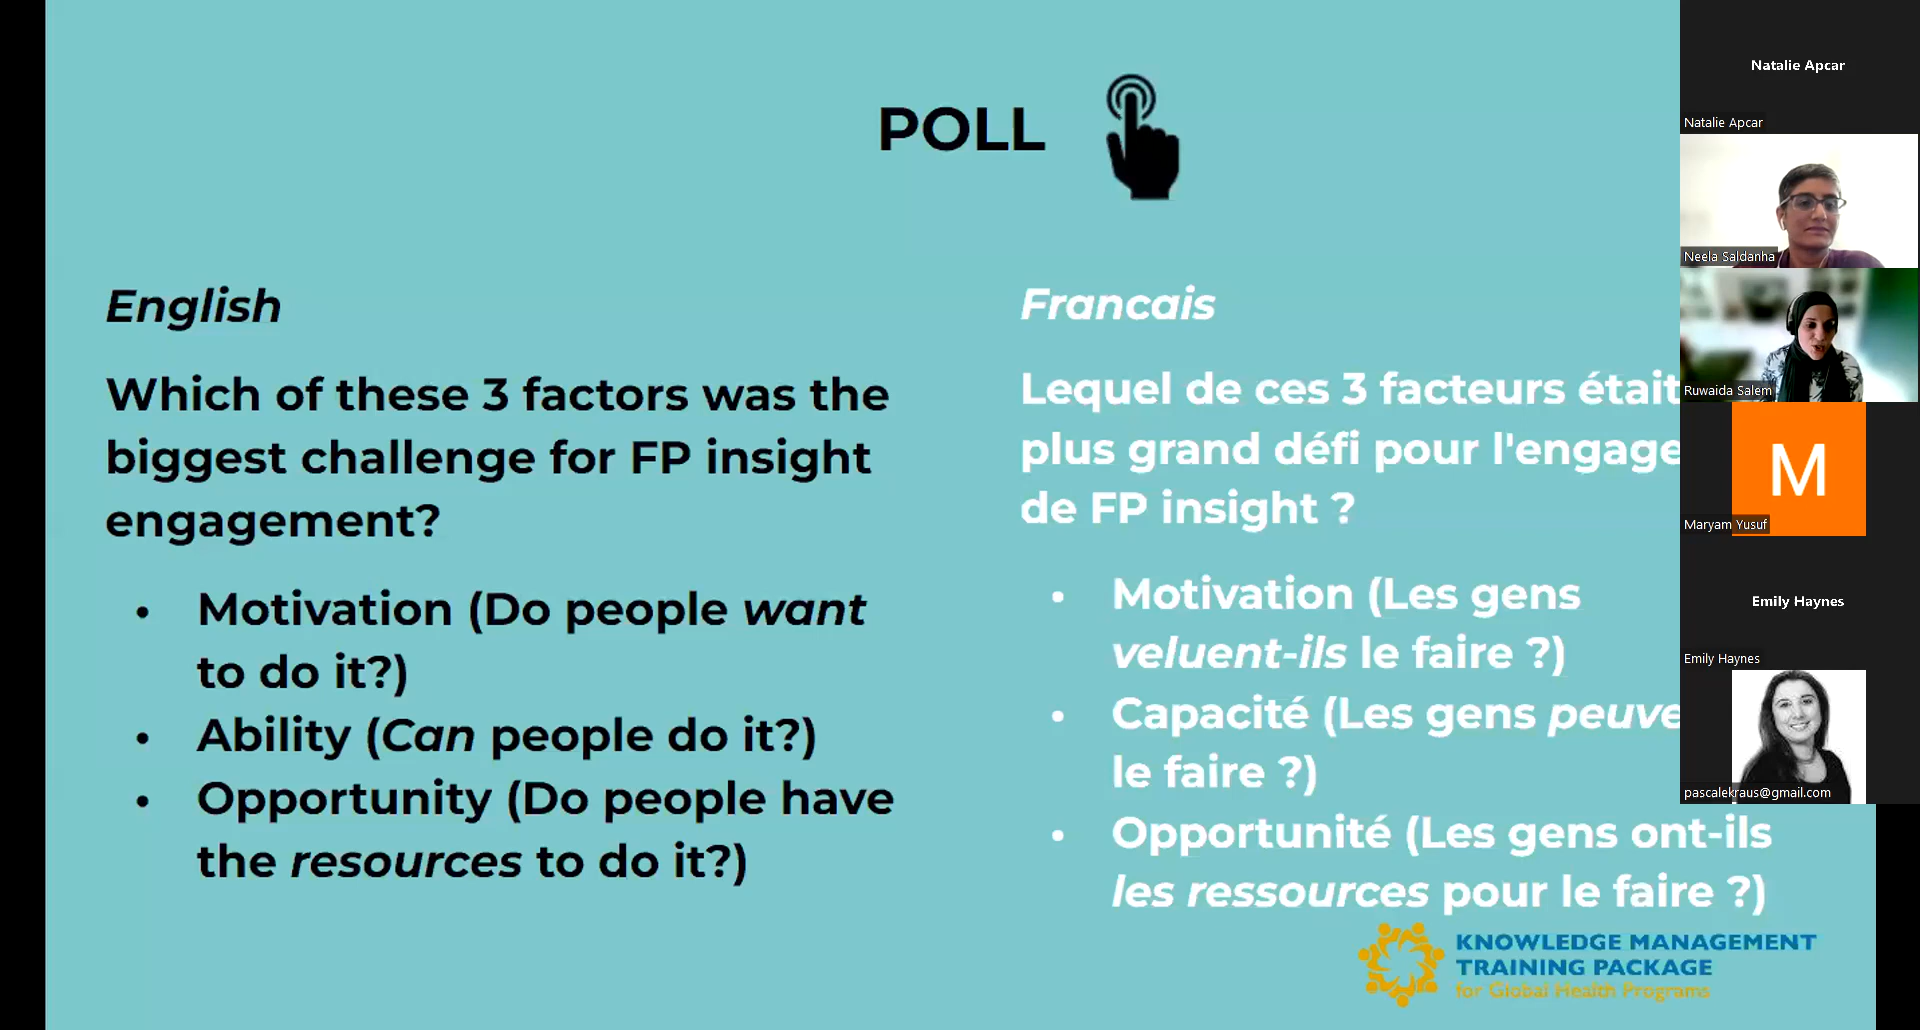 POLL
English
Which of these 3 factors was the
biggest challenge for FP insight
engagement?
• Motivation (Do people want
to do it?)
• Ability (Can people do it?)
• Opportunity (Do people have
the resources to do it?)
Francais
Lequel de ces 3 facteurs était
plus grand défi pour l'engage
de FP insight ?
• Motivation (Les gens
veluent-ils le faire ?)
• Capacité (Les gens peuve
le faire ?)
• Opportunité (Les gens ont-ils
les ressources pour le faire ?)
KNOWLEDGE MANAGEMENT
TRAINING PACKAGE
for Global Health Programs
Natalie Apcar
Natalie Apcar
Neela Saldanha
Ruwaida Salem
M
Maryam Yusuf
Emily Haynes
Emily Haynes
pascalekraus@gmail.com